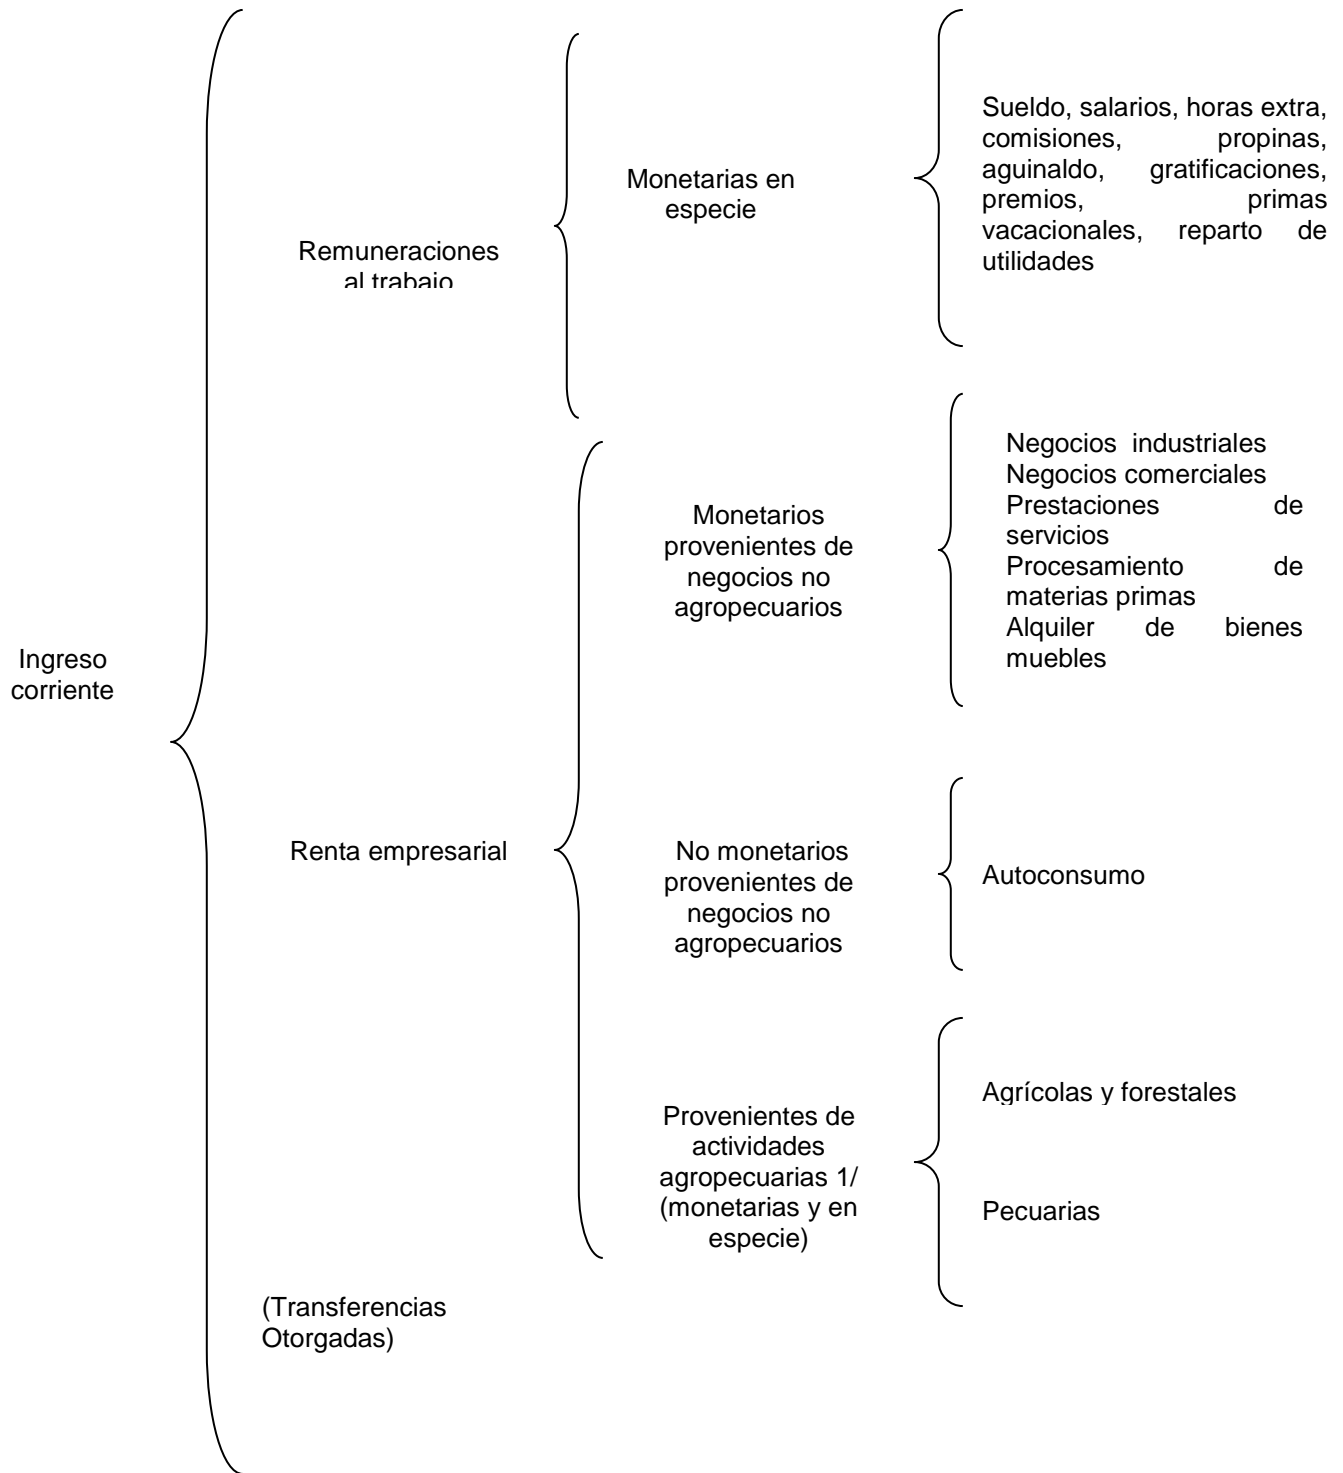 Sueldo, salarios, horas extra,
comisiones, propinas,
aguinaldo, gratificaciones,
premios, primas
vacacionales, reparto de
utilidades
Monetarias en
especie
Remuneraciones
al trabajo
Negocios industriales
Negocios comerciales
Prestaciones de
servicios
Procesamiento de
materias primas
Alquiler de bienes
muebles
Monetarios
provenientes de
negocios no
agropecuarios
Ingreso
corriente
Renta empresarial
No monetarios
provenientes de
negocios no
agropecuarios
Autoconsumo
Provenientes de
actividades
agropecuarias 1/
(monetarias y en
especie)
Agrícolas y forestales
Pecuarias
(Transferencias
Otorgadas)